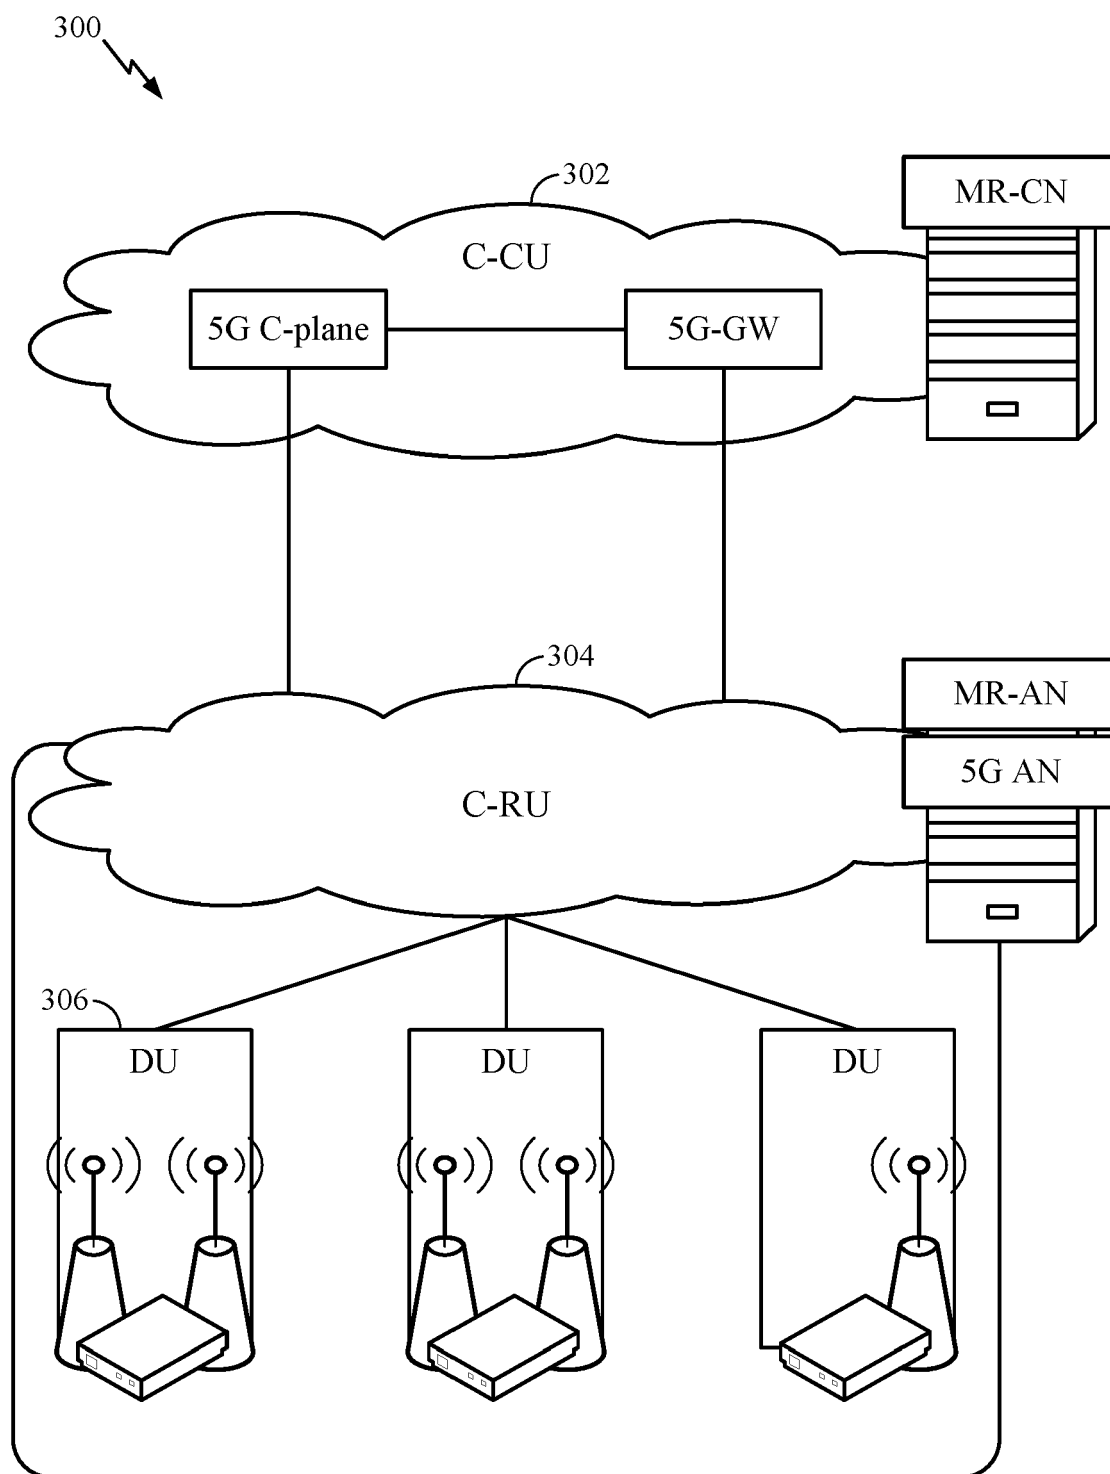 300
302
MR-CN
C-CU
5G C-plane
5G-GW
304
MR-AN
5G AN
C-RU
306
DU
DU
DU